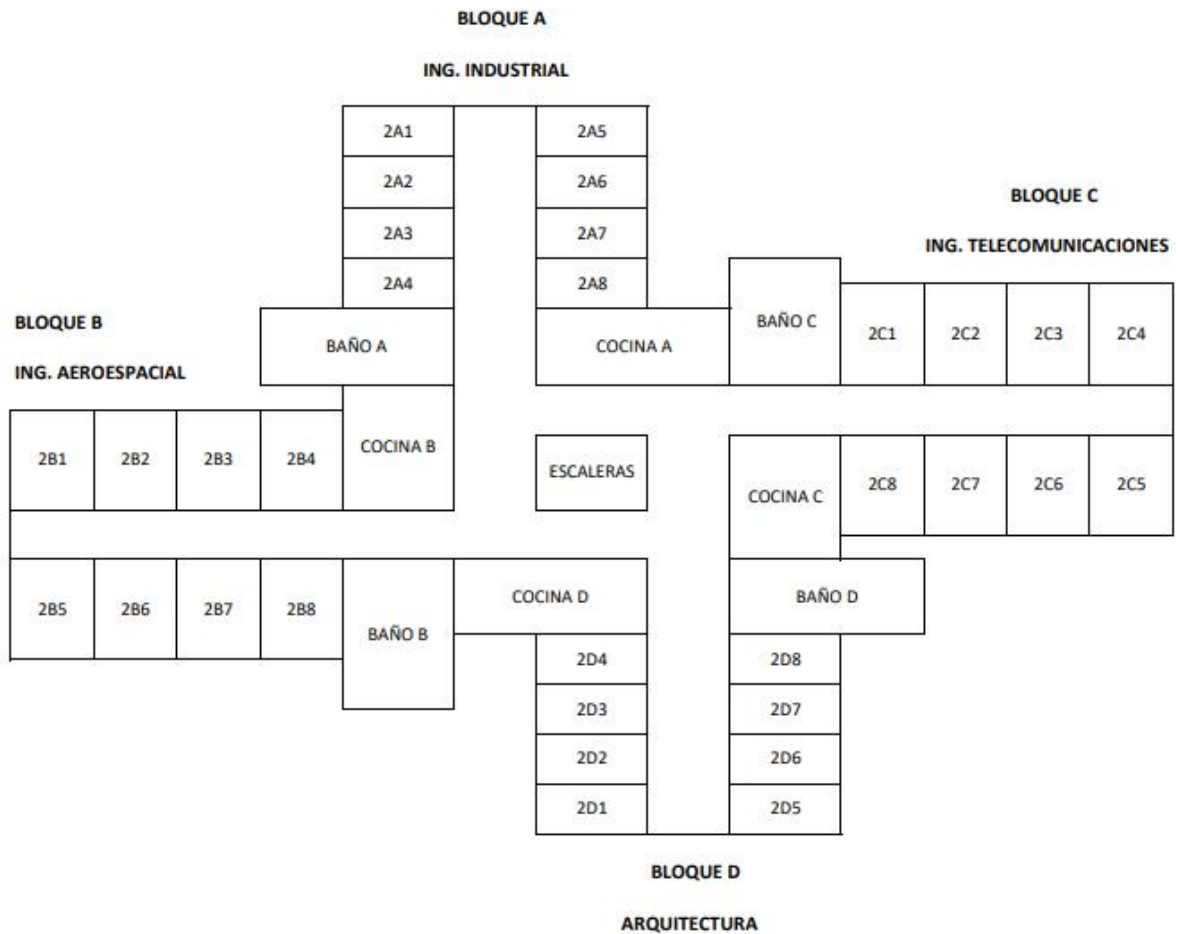 BLOQUE A
ING. INDUSTRIAL
2A1 2A5
2A2 2A6
BLOQUE C
2A3 2A7
ING. TELECOMUNICACIONES
2A4 2A8
BLOQUE B
BAÑO C 2C1 2C2 2C3 2C4
BAÑO A COCINA A
ING. AEROESPACIAL
2B1 2B2 2B3 2B4 COCINA B
ESCALERAS
COCINA C 2C8 2C7 2C6 2C5
2B5 2B6 2B7 2B8 BAÑO B
COCINA D BAÑO D
2D4 2D8
2D3 2D7
2D2 2D6
2D1 2D5
BLOQUE D
ARQUITECTURA